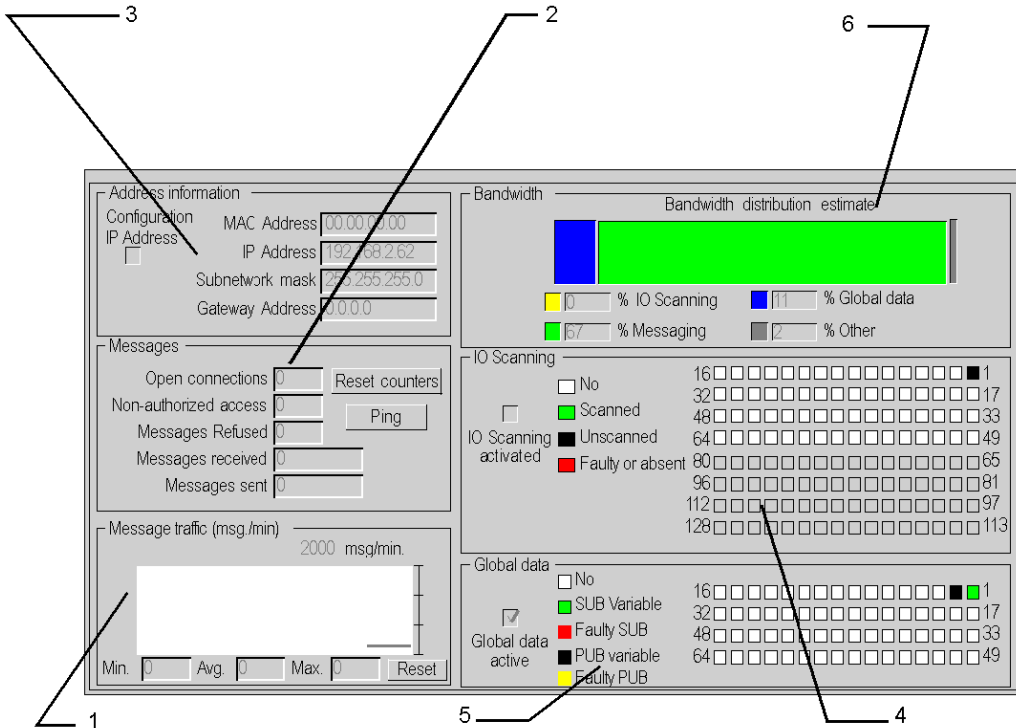 3
2
6
Address information
Configuration
IP Address
MAC Address 00.00.00.00
IP Address 192.168.2.62
Subnetwork mask 255.255.255.0
Gateway Address 0.0.0.0
Messages
Open connections 0
Reset counters
Non-authorized access 0
Ping
Messages Refused 0
Messages received 0
Messages sent 0
Message traffic (msg./min)
2000 msg/min.
Min. 0 Avg. 0 Max. 0 Reset
Bandwidth
Bandwidth distribution estimate
0 % IO Scanning 11 % Global data
67 % Messaging 2 % Other
IO Scanning
IO Scanning
activated
No
Scanned
Unscanned
Faulty or absent
16 1
32 17
48 33
64 49
80 65
96 81
112 97
128 113
Global data
Global data
active
No
SUB Variable
Faulty SUB
PUB variable
Faulty PUB
16 1
32 17
48 33
64 49
1
5
4